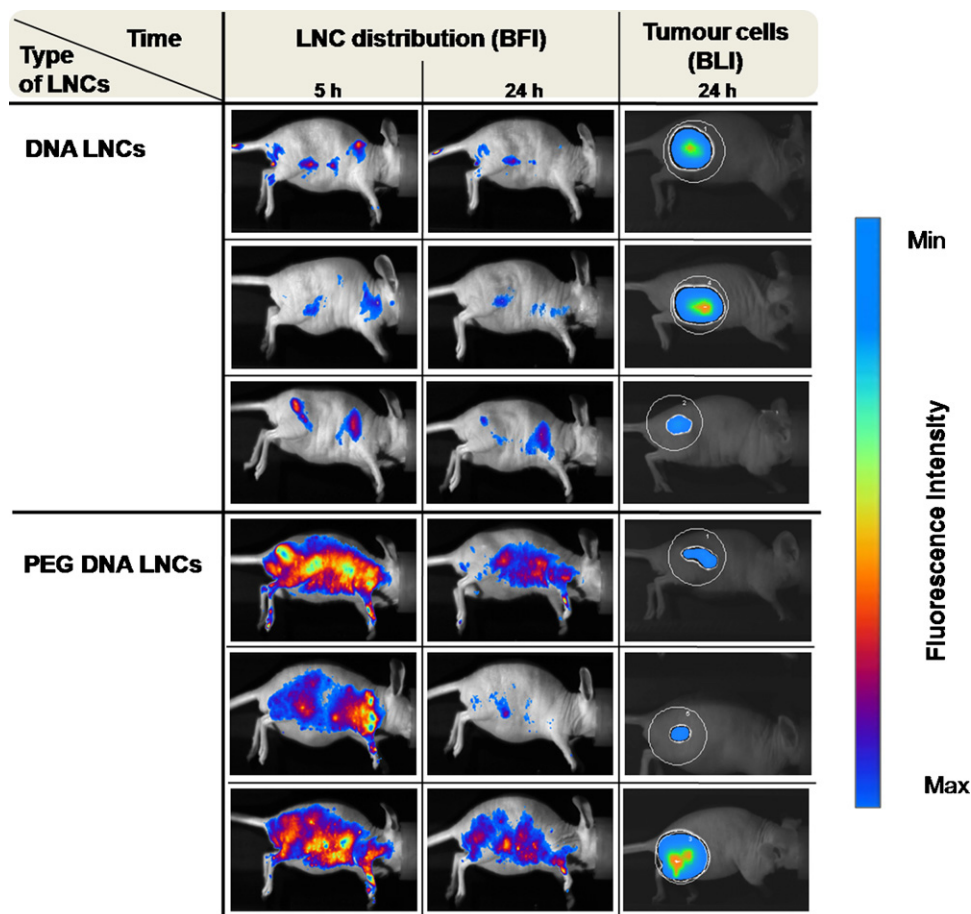 Time
Type
of LNCs
LNC distribution (BFI)
5 h
24 h
Tumour cells
(BLI)
24 h
DNA LNCs
PEG DNA LNCs
Min
Fluorescence Intensity
Max